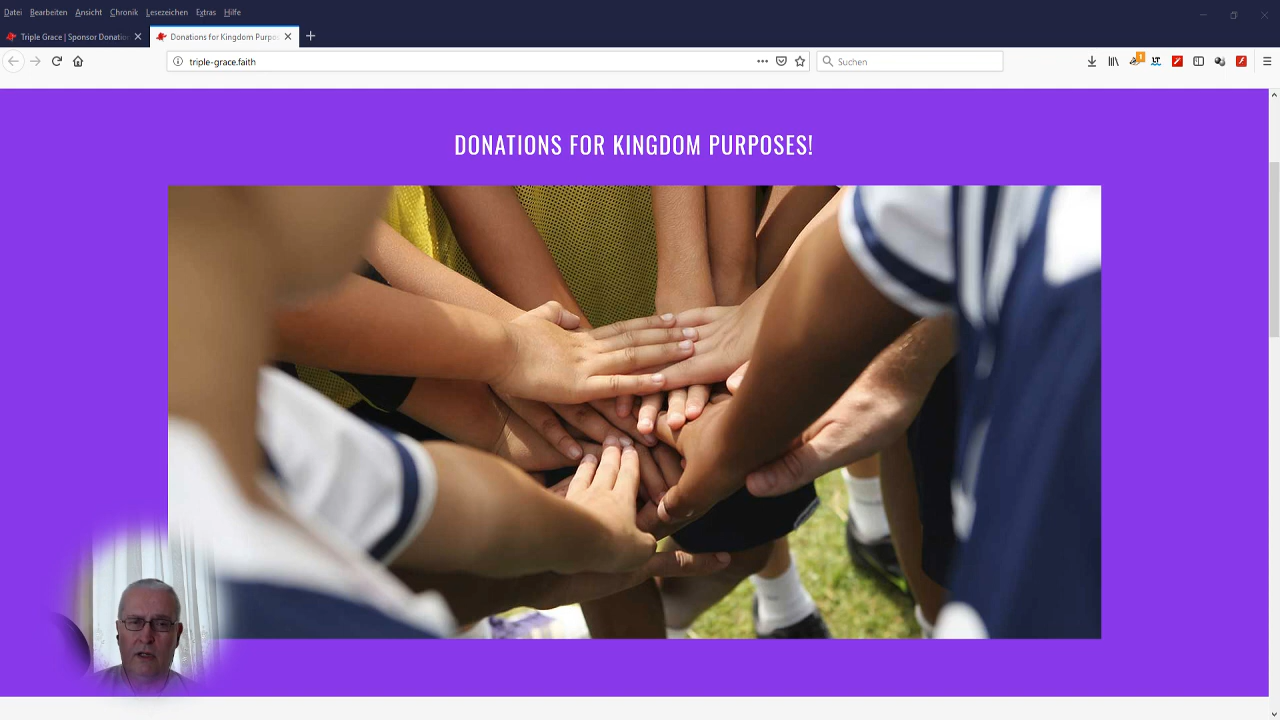 Datei Bearbeiten Ansicht Chronik Lesezeichen Extras Hilfe
Triple Grace | Sponsor Donation
Donations for Kingdom Purpo
triple-grace.faith
Suchen
DONATIONS FOR KINGDOM PURPOSES!